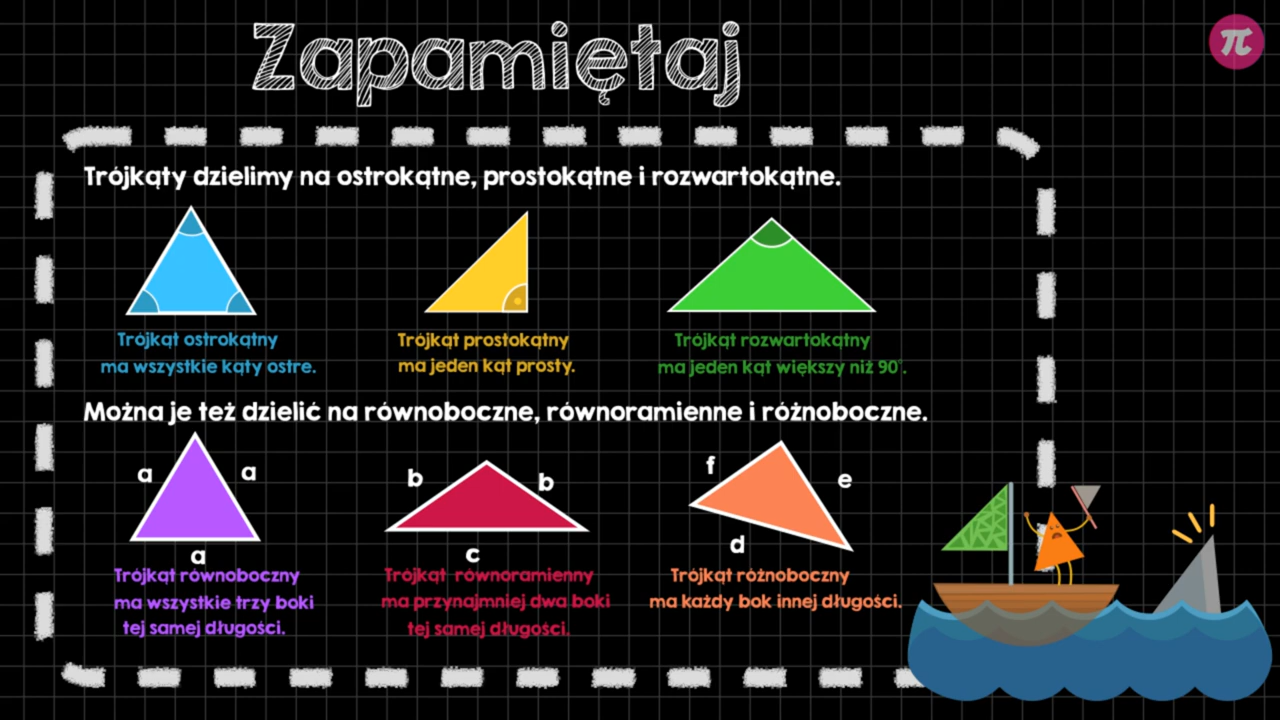 Zapamiętaj
π
Trójkąty dzielimy na ostrokątne, prostokątne i rozwartokątne.
Trójkąt ostrokątny
ma wszystkie kąty ostre.
Trójkąt prostokątny
ma jeden kąt prosty.
Trójkąt rozwartokątny
ma jeden kąt większy niż 90°.
Można je też dzielić na równoboczne, równoramienne i różnoboczne.
a a
a
Trójkąt równoboczny
ma wszystkie trzy boki
tej samej długości.
b b
c
Trójkąt równoramienny
ma przynajmniej dwa boki
tej samej długości.
f e
d
Trójkąt różnoboczny
ma każdy bok innej długości.